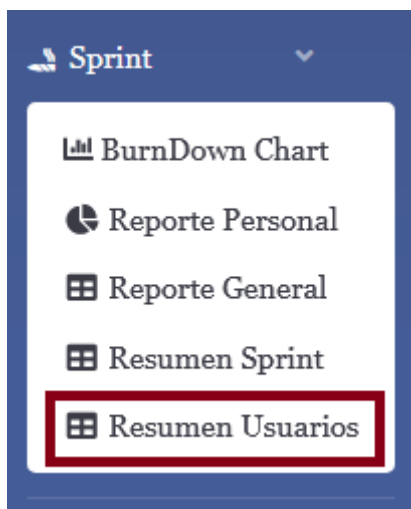 Sprint
BurnDown Chart
Reporte Personal
Reporte General
Resumen Sprint
Resumen Usuarios